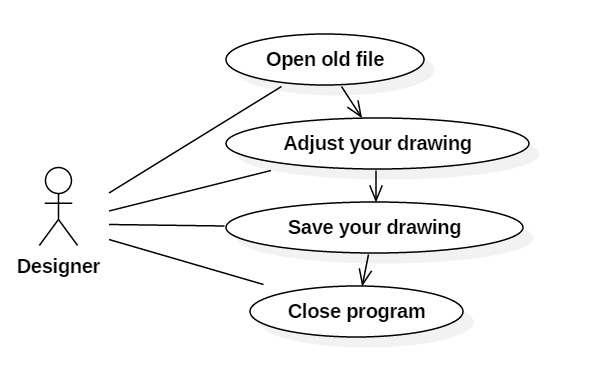 Open old file
Adjust your drawing
Save your drawing
Designer
Close program